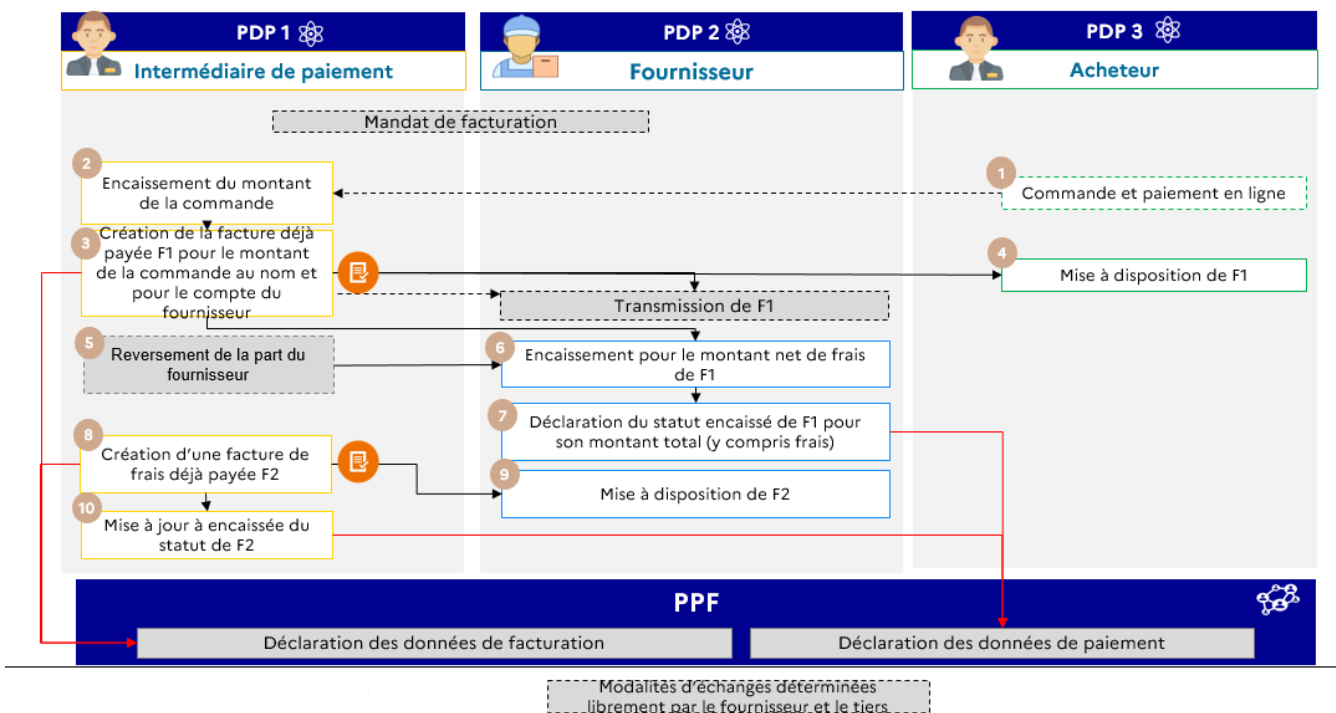 PDP 1
PDP 2
PDP 3
Intermédiaire de paiement
Fournisseur
Acheteur
Mandat de facturation
2
Encaissement du montant
de la commande
1
Commande et paiement en ligne
3
Création de la facture déjà
payée F1 pour le montant
de la commande au nom et
pour le compte du
fournisseur
4
Mise à disposition de F1
Transmission de F1
5
Reversement de la part du
fournisseur
6
Encaissement pour le montant net de frais
de F1
7
Déclaration du statut encaissé de F1 pour
son montant total (y compris frais)
8
Création d'une facture de
frais déjà payée F2
9
Mise à disposition de F2
10
Mise à jour à encaissée du
statut de F2
PPF
Déclaration des données de facturation
Déclaration des données de paiement
Modalités d'échanges déterminées
librement par le fournisseur et le tiers